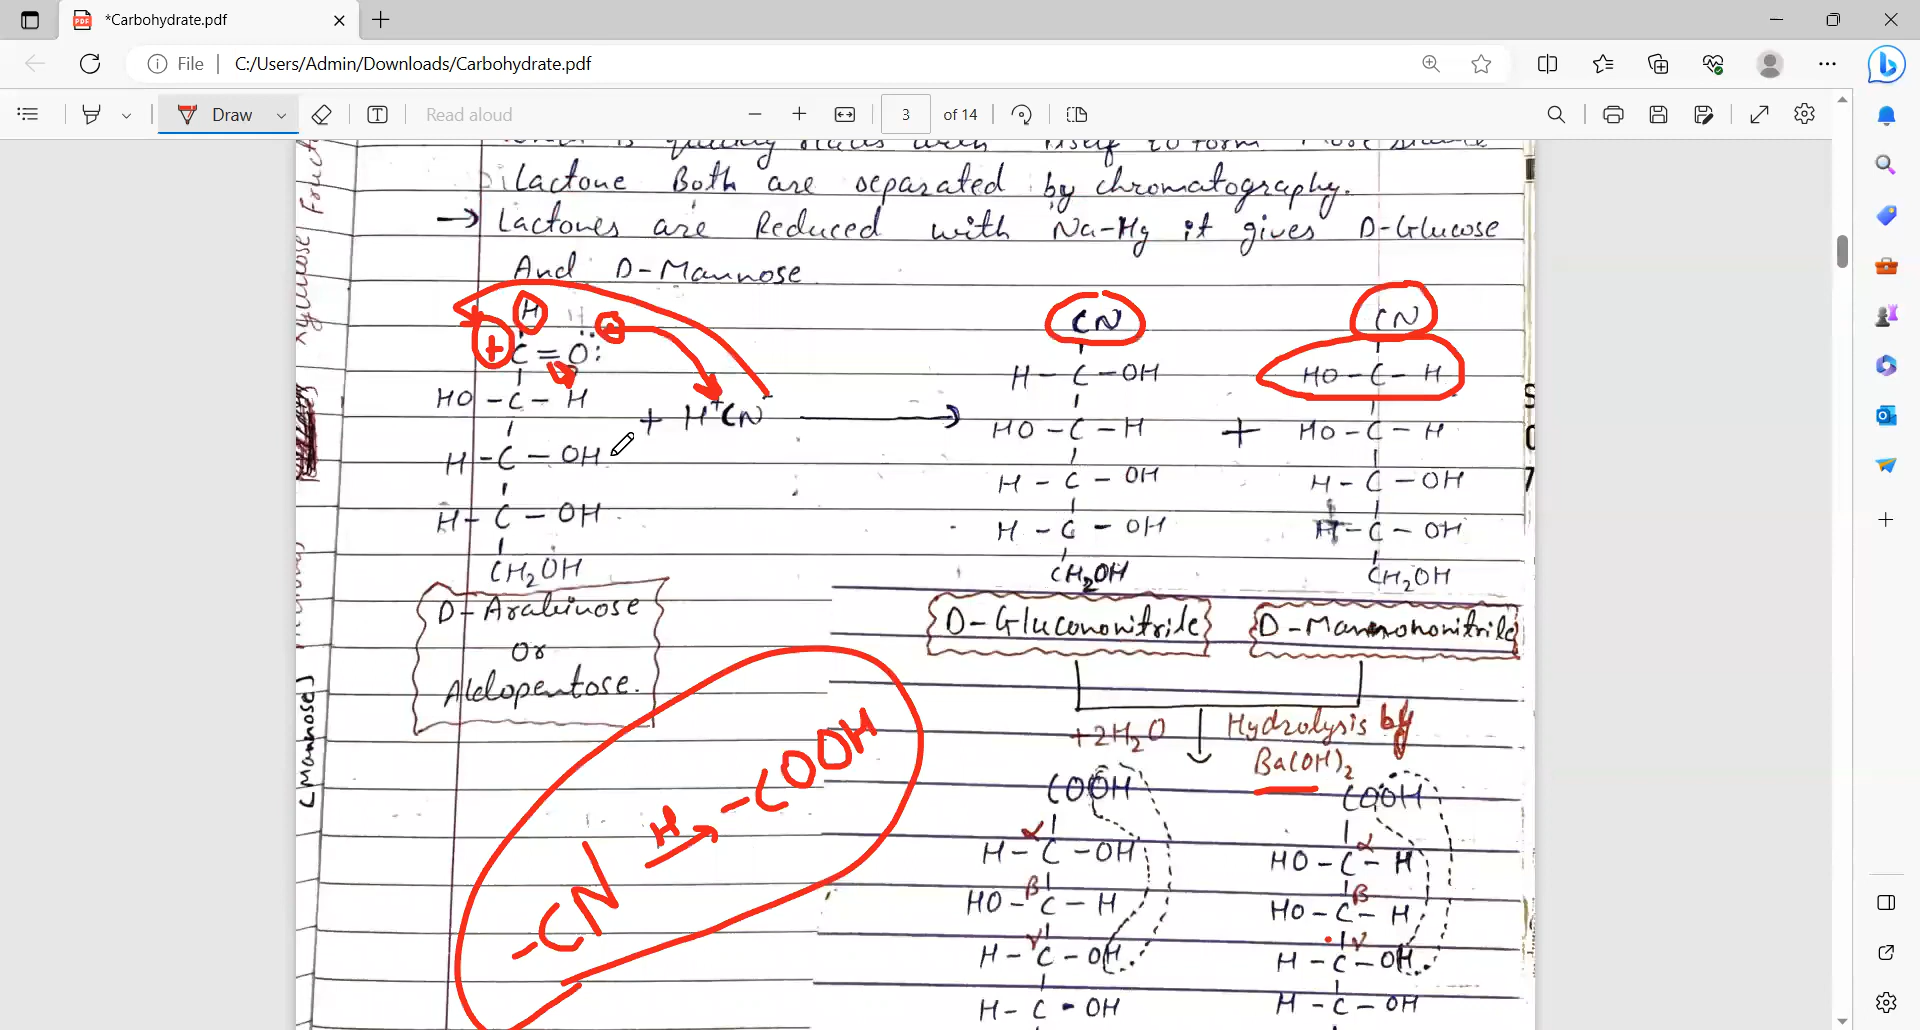 *Carbohydrate.pdf
File C:/Users/Admin/Downloads/Carbohydrate.pdf
Draw Read aloud 3 of 14
Lactone Both are separated by chromatography.
→ Lactones are Reduced with Na-Hg it gives D-Glucose
And D-Mannose
H
+ C = O:
HO - C - H
H - C - OH
H - C - OH
CH₂OH
+ H⁺CN⁻ →
CN
H - C - OH
HO - C - H
H - C - OH
H - C - OH
CH₂OH
+
CN
HO - C - H
HO - C - H
H - C - OH
H - C - OH
CH₂OH
D-Arabinose
Or
Aldopentose.
D-Glucononitrile
D-Mannononitrile
+2H₂O
Hydrolysis by
Ba(OH)₂
-CN H → -COOH
COOH
α
H - C - OH
β
HO - C - H
γ
H - C - OH
H - C - OH
COOH
α
HO - C - H
β
HO - C - H
γ
H - C - OH
H - C - OH
(Mannose)